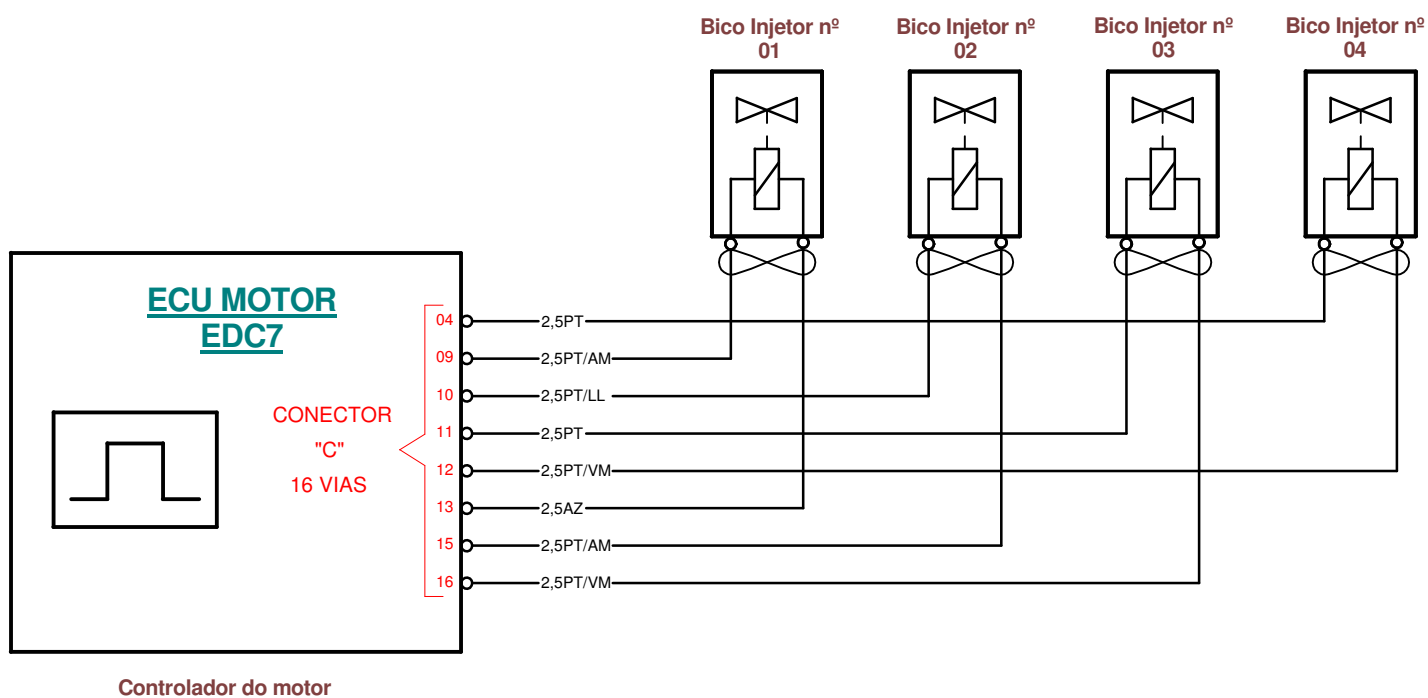 Bico Injetor nº
01
Bico Injetor nº
02
Bico Injetor nº
03
Bico Injetor nº
04
ECU MOTOR
EDC7
CONECTOR
"C"
16 VIAS
04 2,5PT
09 2,5PT/AM
10 2,5PT/LL
11 2,5PT
12 2,5PT/VM
13 2,5AZ
15 2,5PT/AM
16 2,5PT/VM
Controlador do motor